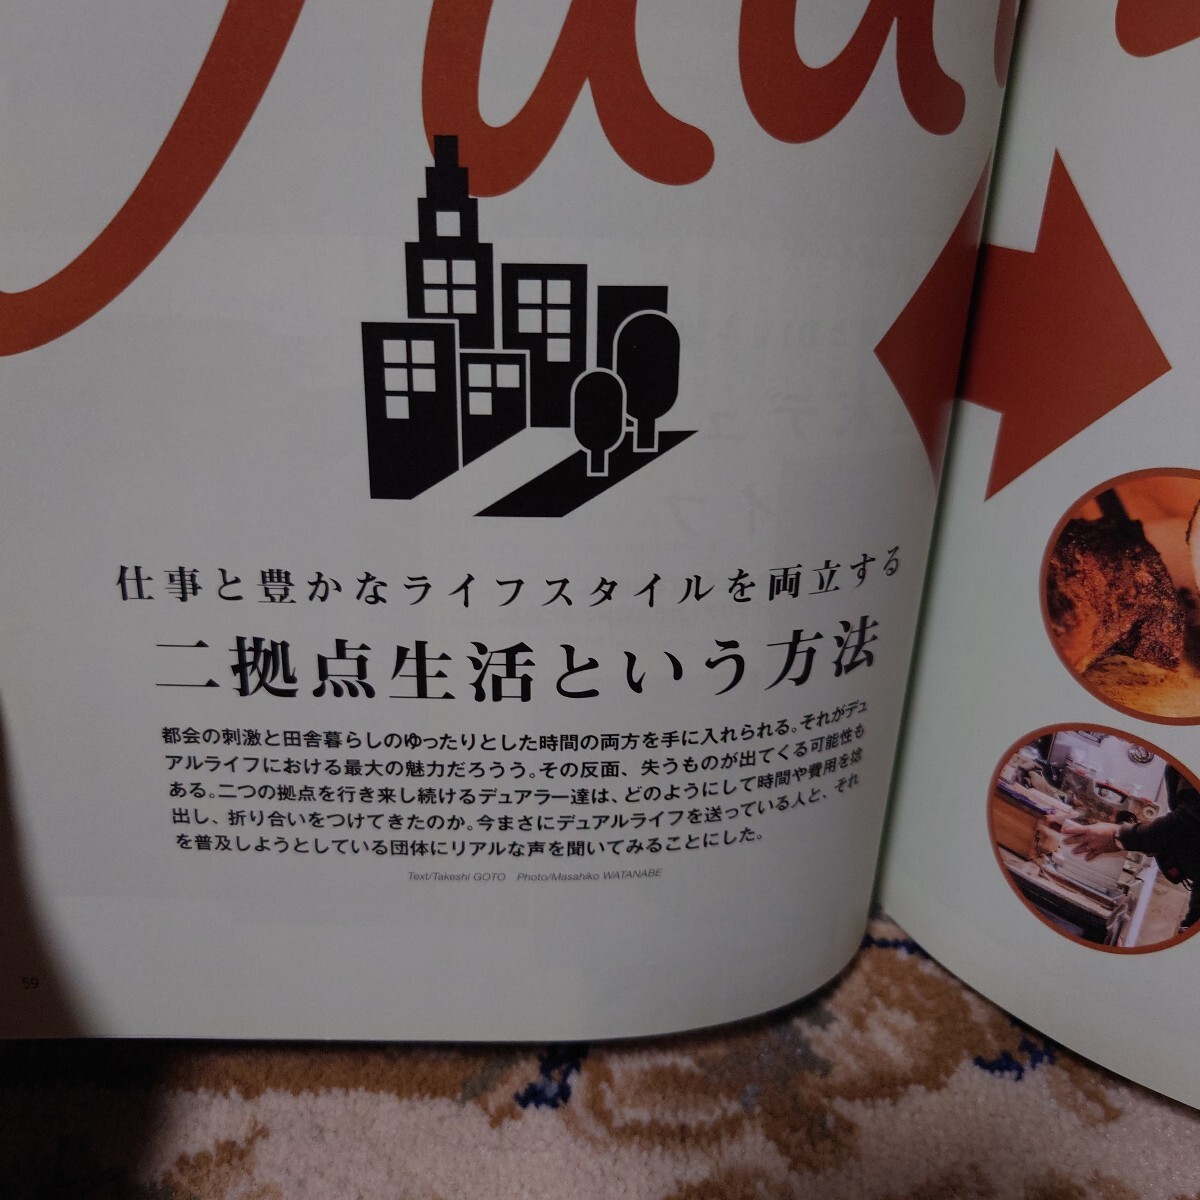 仕事と豊かなライフスタイルを両立する
二拠点生活という方法
都会の刺激と田舎暮らしのゆったりとした時間の両方を手に入れられる。それがデュ
アルライフにおける最大の魅力だろうう。その反面、失うものが出てくる可能性も
ある。二つの拠点を行き来し続けるデュアラー達は、どのようにして時間や費用を捻
出し、折り合いをつけてきたのか。今まさにデュアルライフを送っている人と、それ
を普及しようとしている団体にリアルな声を聞いてみることにした。
Text/Takeshi GOTO Photo/Masahiko WATANABE
59